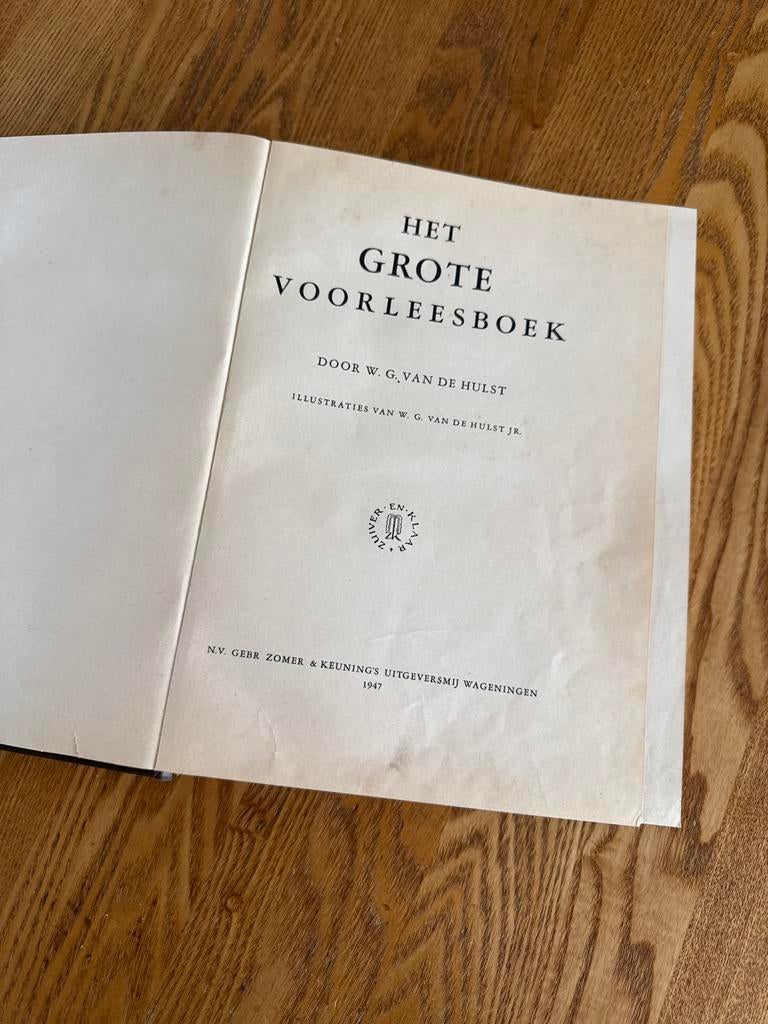 HET
GROTE
VOORLEESBOEK
DOOR W. G. VAN DE HULST
ILLUSTRATIES VAN W. G. VAN DE HULST JR.
ZUIVER · EN · KLAAR +
ZK
N.V. GEBR ZOMER & KEUNING'S UITGEVERSMIJ WAGENINGEN
1947